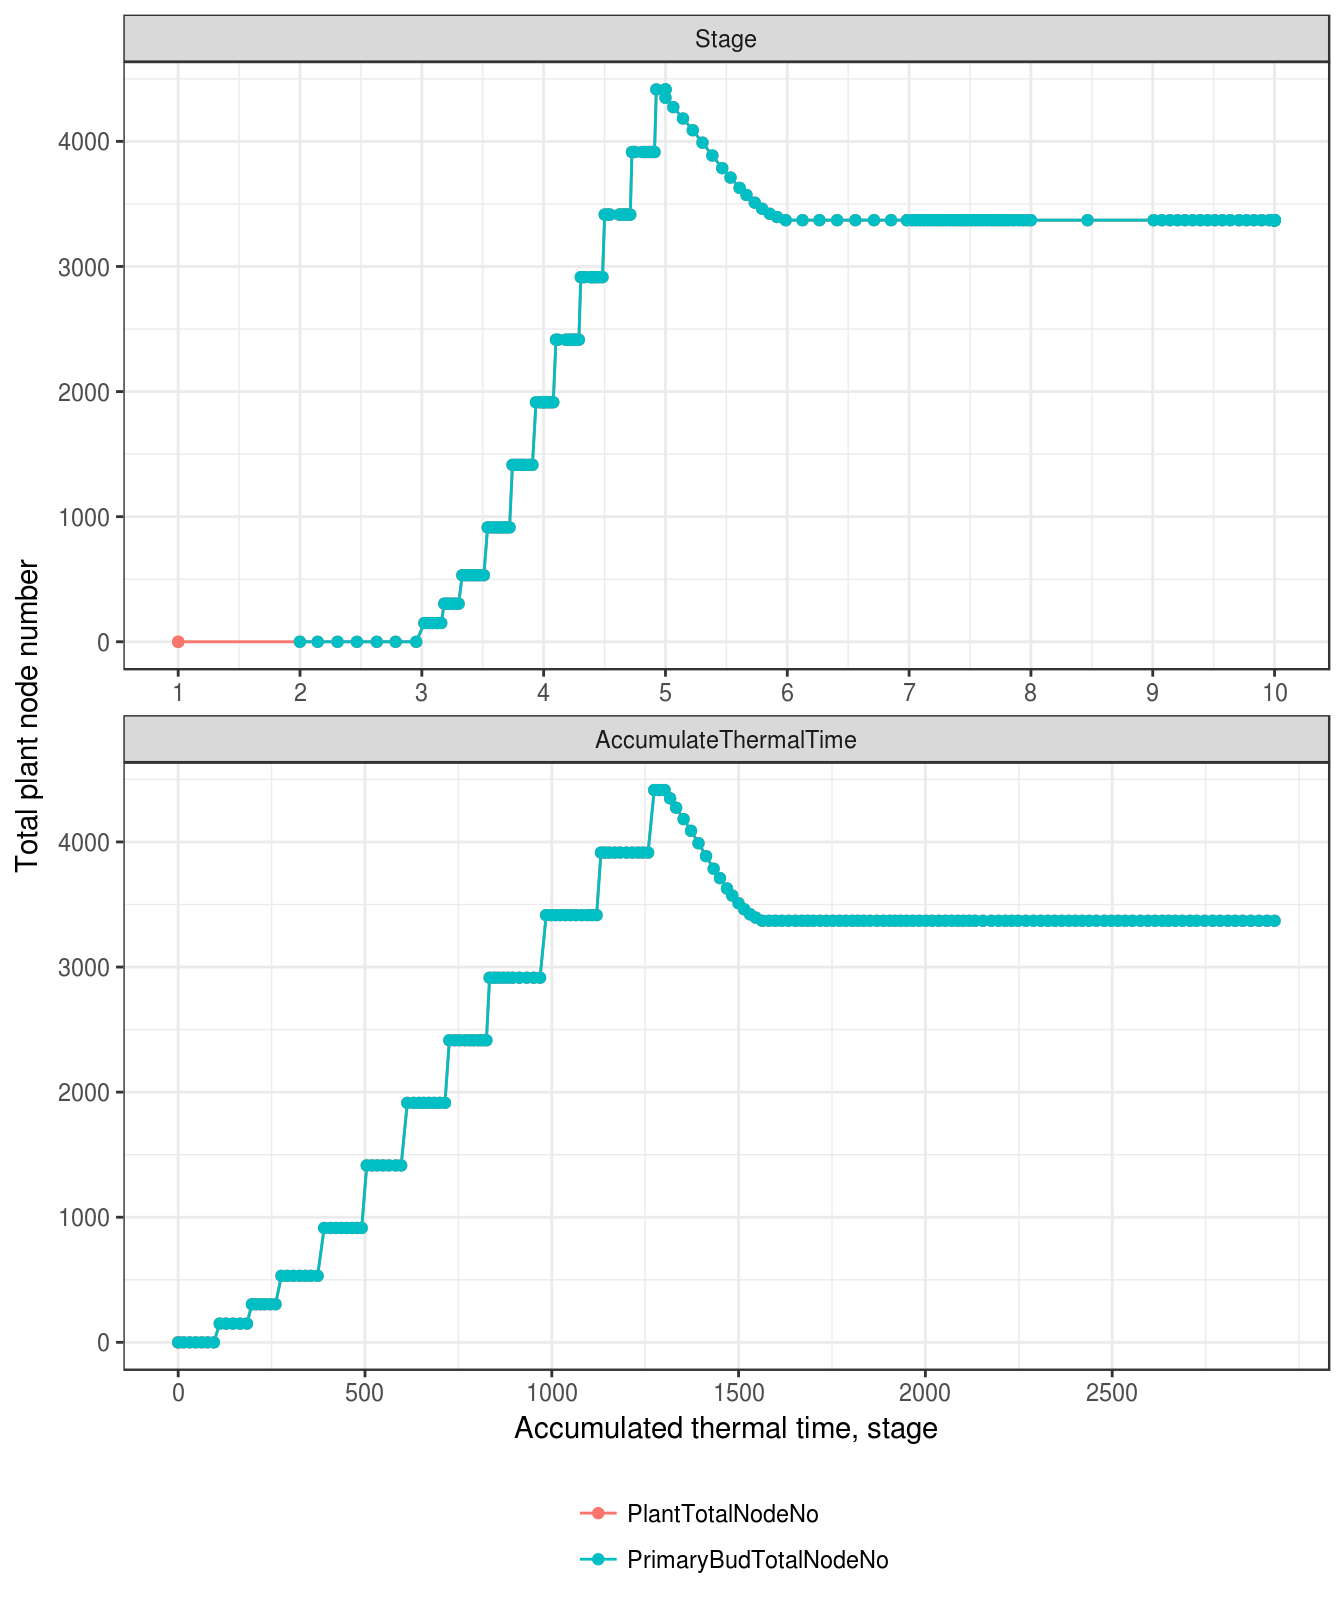 Stage
4000
3000
2000
1000
0
1 2 3 4 5 6 7 8 9 10
Total plant node number
AccumulateThermalTime
4000
3000
2000
1000
0
0 500 1000 1500 2000 2500
Accumulated thermal time, stage
PlantTotalNodeNo
PrimaryBudTotalNodeNo